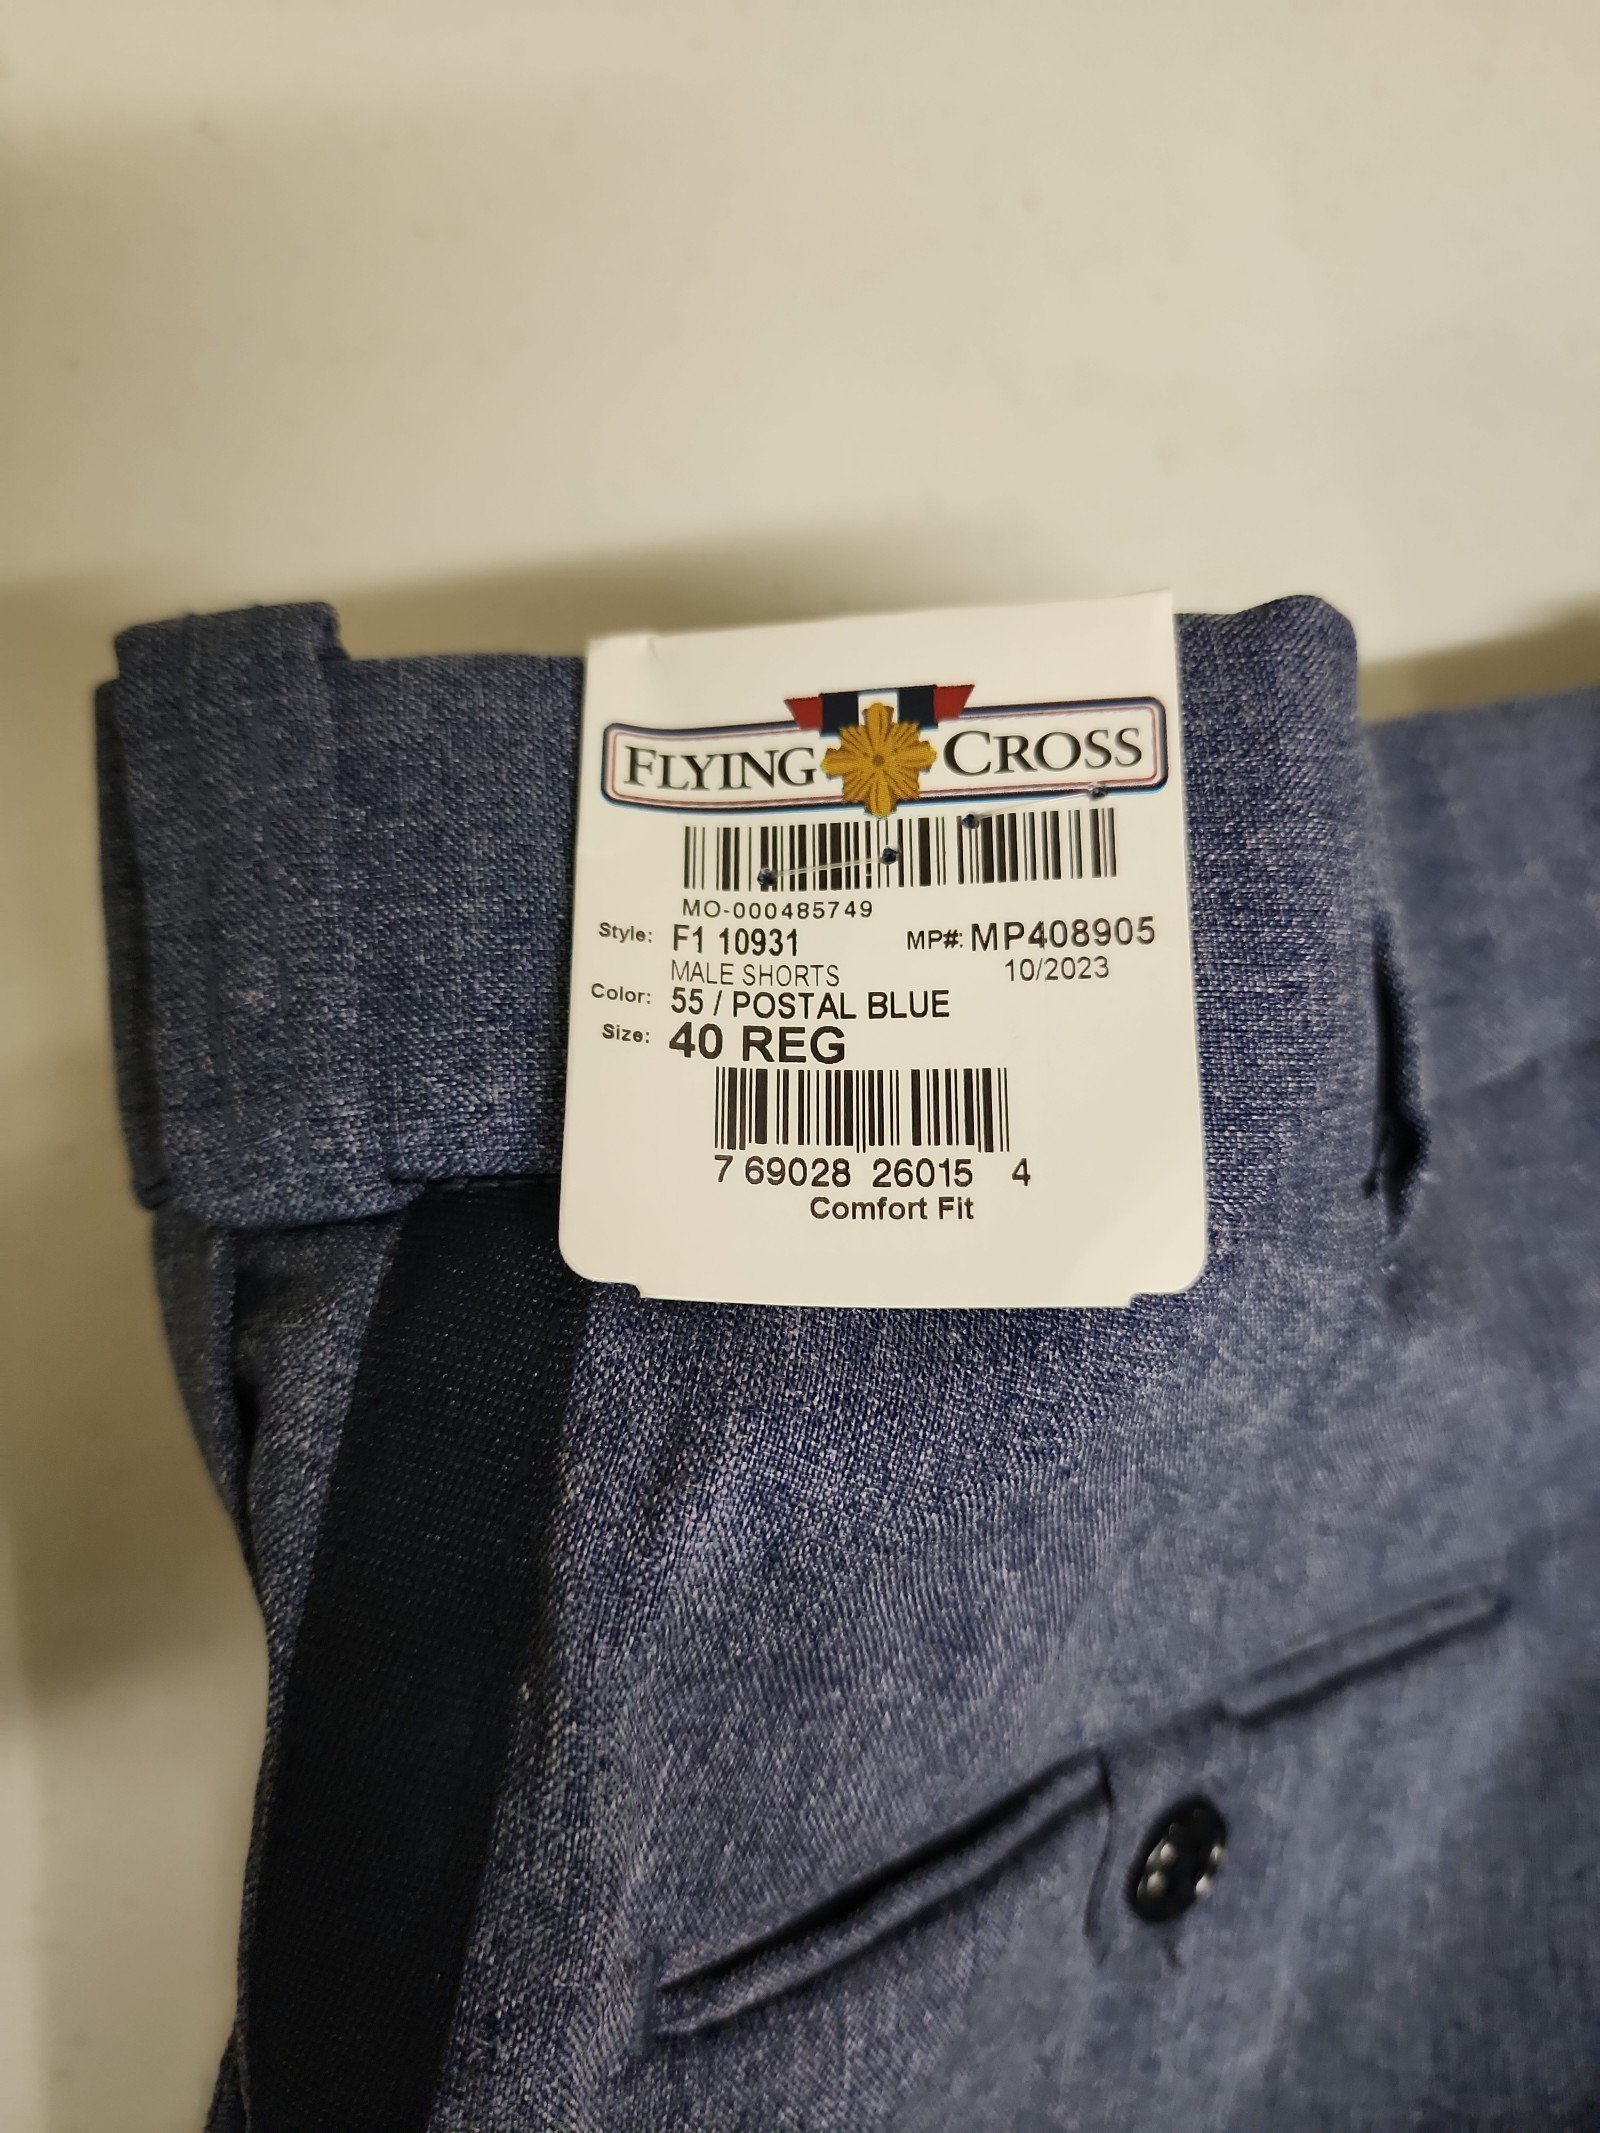 FLYING CROSS
MO-000485749
Style: F1 10931 MP#: MP408905
MALE SHORTS 10/2023
Color: 55 / POSTAL BLUE
Size: 40 REG
7 69028 26015 4
Comfort Fit